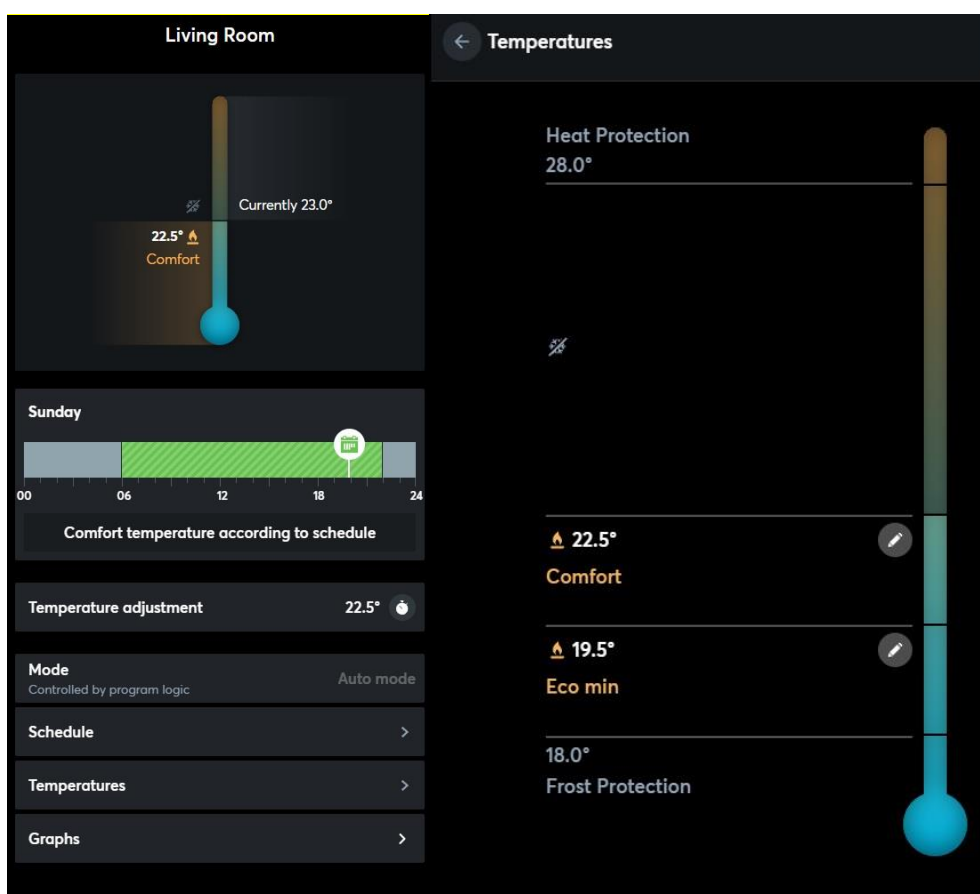 Living Room
Currently 23.0°
22.5°
Comfort
Sunday
00 06 12 18 24
Comfort temperature according to schedule
Temperature adjustment 22.5°
Mode
Controlled by program logic
Auto mode
Schedule
Temperatures
Graphs
Temperatures
Heat Protection
28.0°
22.5°
Comfort
19.5°
Eco min
18.0°
Frost Protection